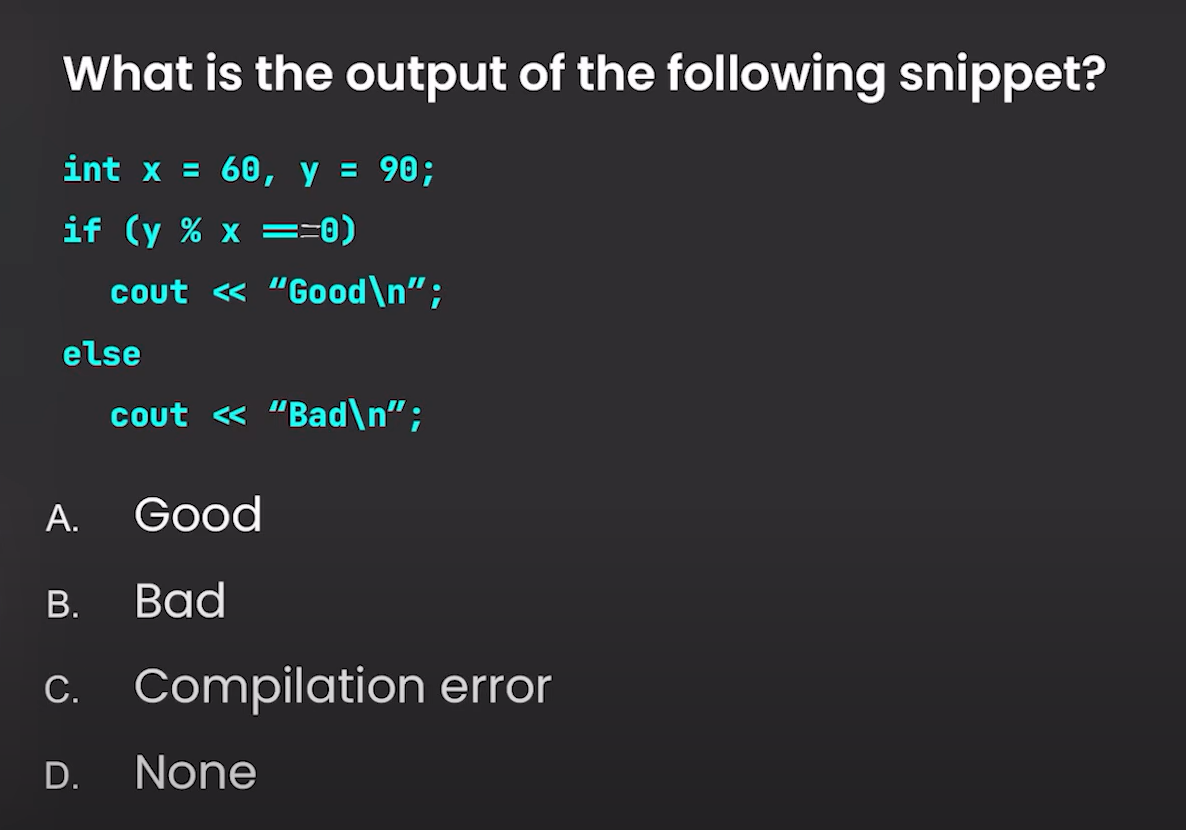 What is the output of the following snippet?
int x = 60, y = 90;
if (y % x ===0)
cout << “Good\n”;
else
cout << “Bad\n”;
A. Good
B. Bad
C. Compilation error
D. None